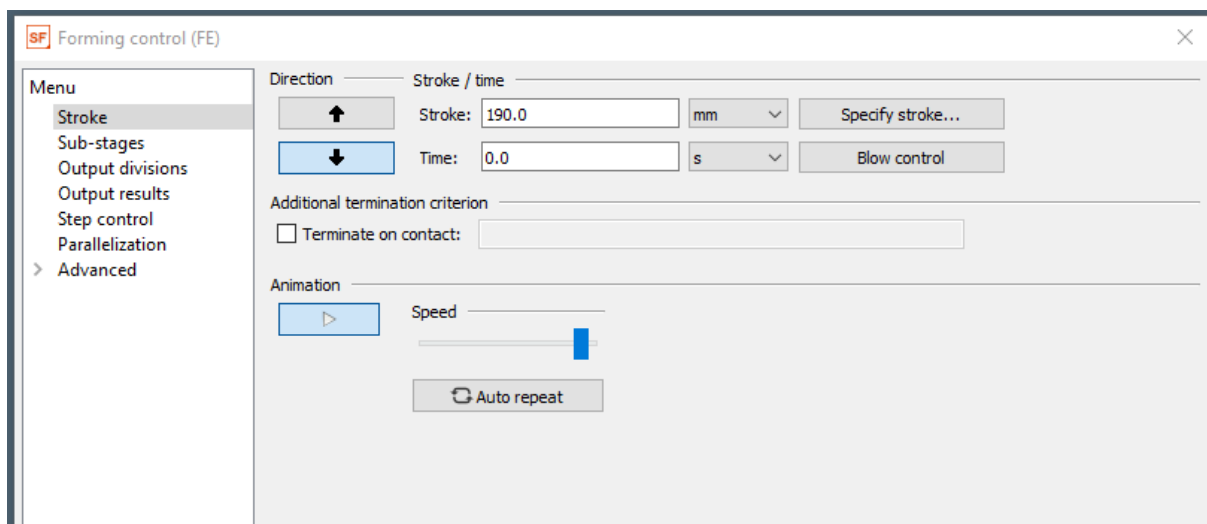 SF Forming control (FE)
Menu
Stroke
Sub-stages
Output divisions
Output results
Step control
Parallelization
Advanced
Direction
Stroke / time
Stroke: 190.0 mm Specify stroke...
Time: 0.0 s Blow control
Additional termination criterion
Terminate on contact:
Animation
Speed
Auto repeat